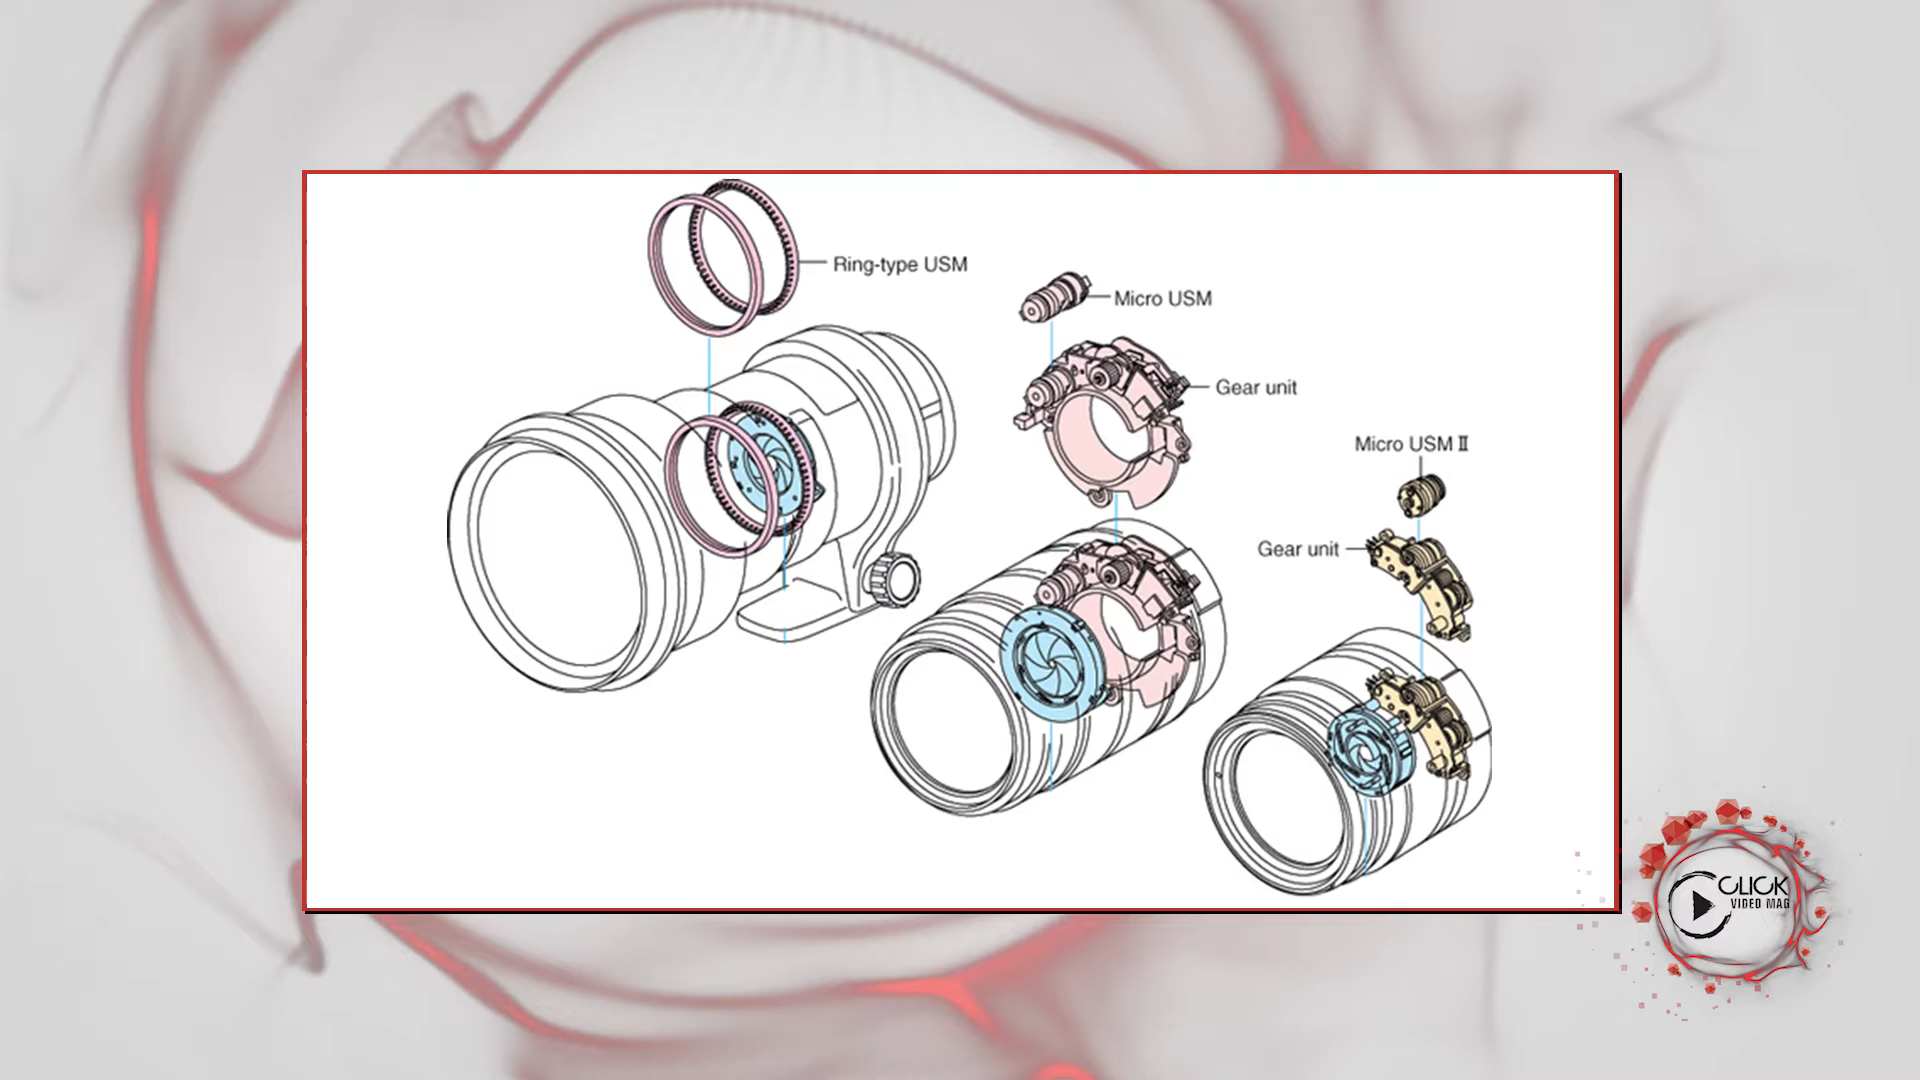 Ring-type USM
Micro USM
Gear unit
Micro USM Ⅱ
Gear unit
CLICK
VIDEO MAG